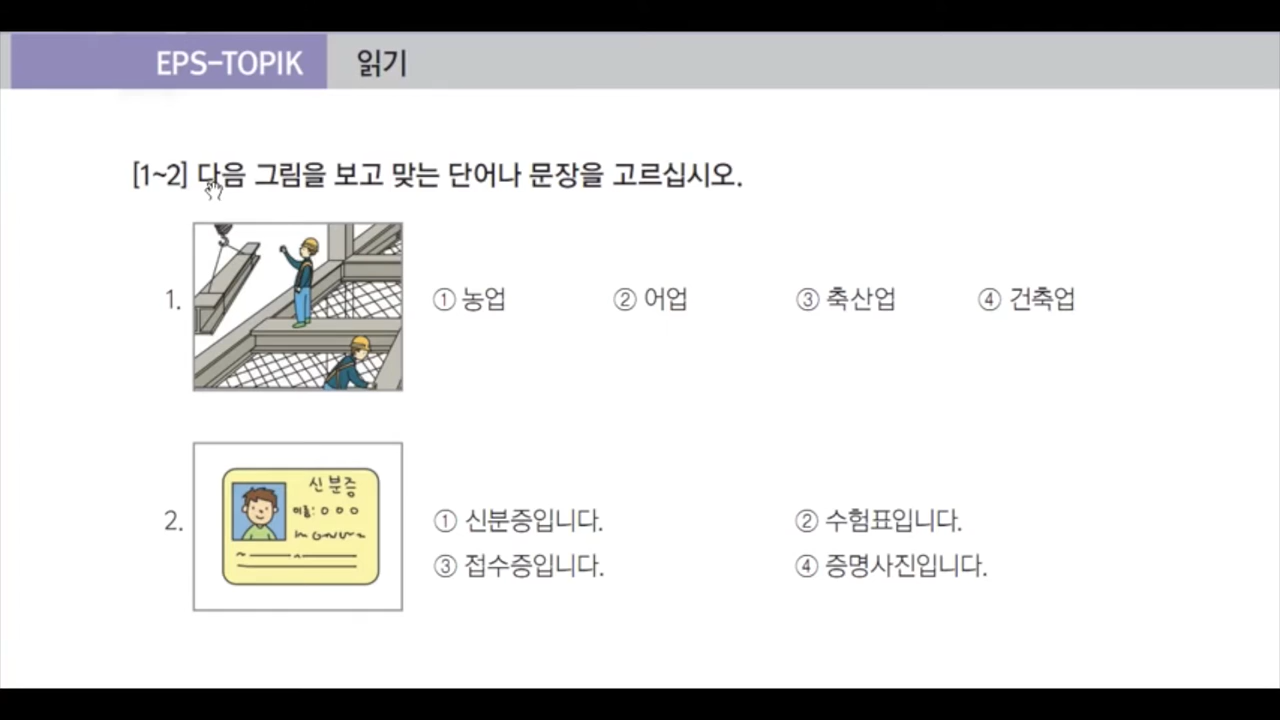 EPS-TOPIK 읽기
[1~2] 다음 그림을 보고 맞는 단어나 문장을 고르십시오.
1. ① 농업 ② 어업 ③ 축산업 ④ 건축업
신분증
이름: ○○○
2. ① 신분증입니다. ② 수험표입니다.
③ 접수증입니다. ④ 증명사진입니다.